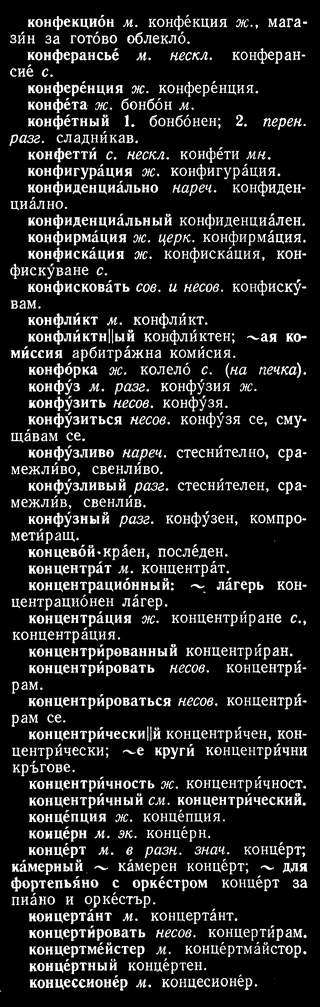 конфекцио́н м. конфе́кция ж., мага-
зи́н за гото́во облекло́.
конферансье́ м. нескл. конферан-
сие́ с.
конфере́нция ж. конфере́нция.
конфе́та ж. бонбо́н м.
конфе́тный 1. бонбо́нен; 2. перен.
разг. сладни́кав.
конфетти́ с. нескл. конфе́ти мн.
конфигура́ция ж. конфигура́ция.
конфиденциа́льно нареч. конфиден-
циа́лно.
конфиденциа́льный конфиденциа́лен.
конфирма́ция ж. церк. конфирма́ция.
конфиска́ция ж. конфиска́ция, кон-
фиску́ване с.
конфискова́ть сов. и несов. конфиску́-
вам.
конфли́кт м. конфли́кт.
конфли́ктн||ый конфли́ктен; ~ая ко-
ми́ссия арбитра́жна коми́сия.
конфо́рка ж. колело́ с. (на печка).
конфу́з м. разг. конфу́зия ж.
конфу́зить несов. конфу́зя.
конфу́зиться несов. конфу́зя се, сму-
ща́вам се.
конфу́зливо нареч. стесни́телно, сра-
межли́во, свенли́во.
конфу́зливый разг. стесни́телен, сра-
межли́в, свенли́в.
конфу́зный разг. конфу́зен, компро-
мети́ращ.
концево́й кра́ен, после́ден.
концентра́т м. концентра́т.
концентрацио́нный: ~ ла́герь кон-
центрацио́нен ла́гер.
концентра́ция ж. концентри́ране с.,
концентра́ция.
концентри́рованный концентри́ран.
концентри́ровать несов. концентри́-
рам.
концентри́роваться несов. концентри́-
рам се.
концентри́чески||й концентри́чен, кон-
центри́чески; ~е круги́ концентри́чни
кръ́гове.
концентри́чность ж. концентри́чност.
концентри́чный см. концентри́ческий.
конце́пция ж. конце́пция.
конце́рн м. эк. конце́рн.
конце́рт м. в разн. знач. конце́рт;
ка́мерный ~ ка́мерен конце́рт; ~ для
фортепья́но с орке́стром конце́рт за
пиа́но и орке́стър.
концерта́нт м. концерта́нт.
концерти́ровать несов. концерти́рам.
концертме́йстер м. концертма́йстор.
конце́ртный конце́ртен.
концессионе́р м. концесионе́р.